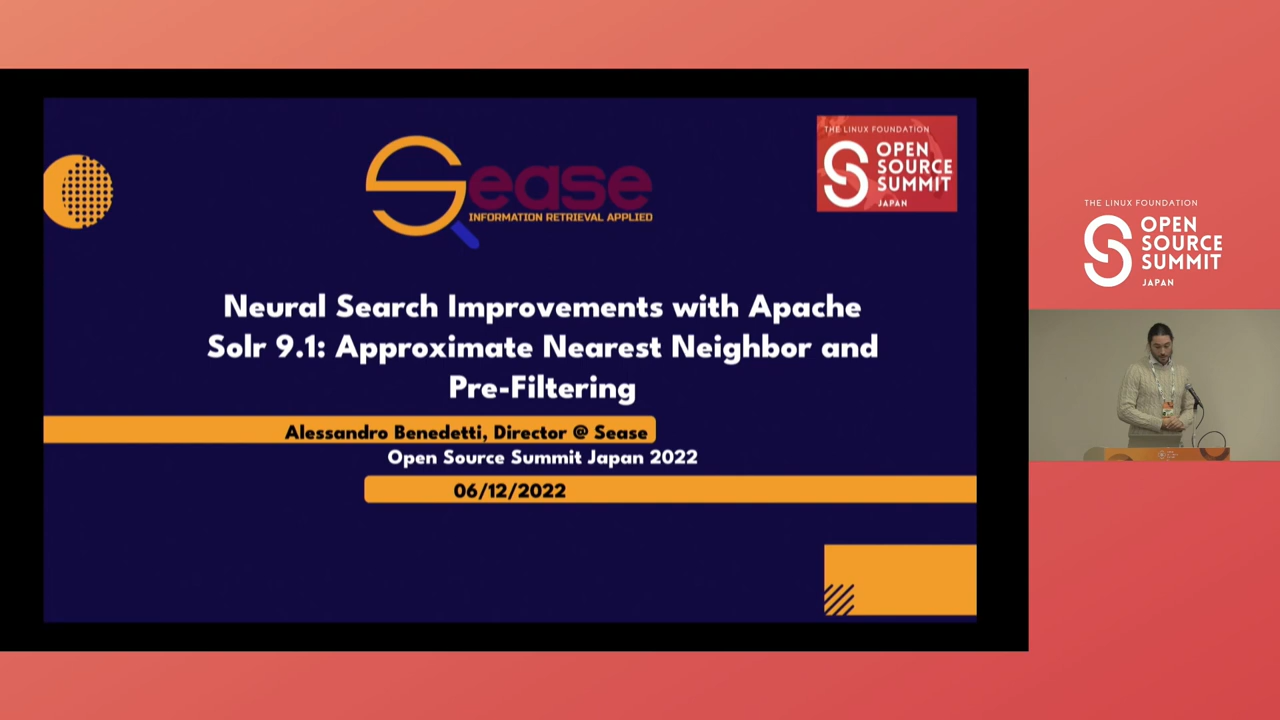 Sease
INFORMATION RETRIEVAL APPLIED
THE LINUX FOUNDATION
OPEN
SOURCE
SUMMIT
JAPAN
Neural Search Improvements with Apache
Solr 9.1: Approximate Nearest Neighbor and
Pre-Filtering
Alessandro Benedetti, Director @ Sease
Open Source Summit Japan 2022
06/12/2022
THE LINUX FOUNDATION
OPEN
SOURCE
SUMMIT
JAPAN